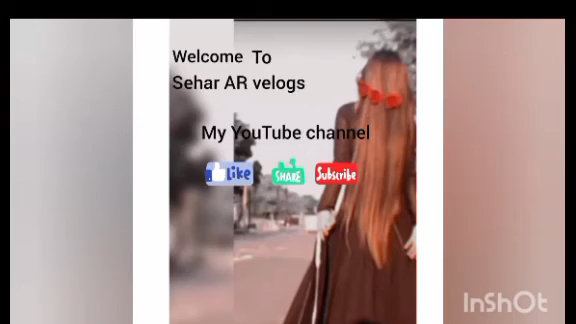 Welcome To
Sehar AR velogs
My YouTube channel
Like SHARE Subscribe
InShOt